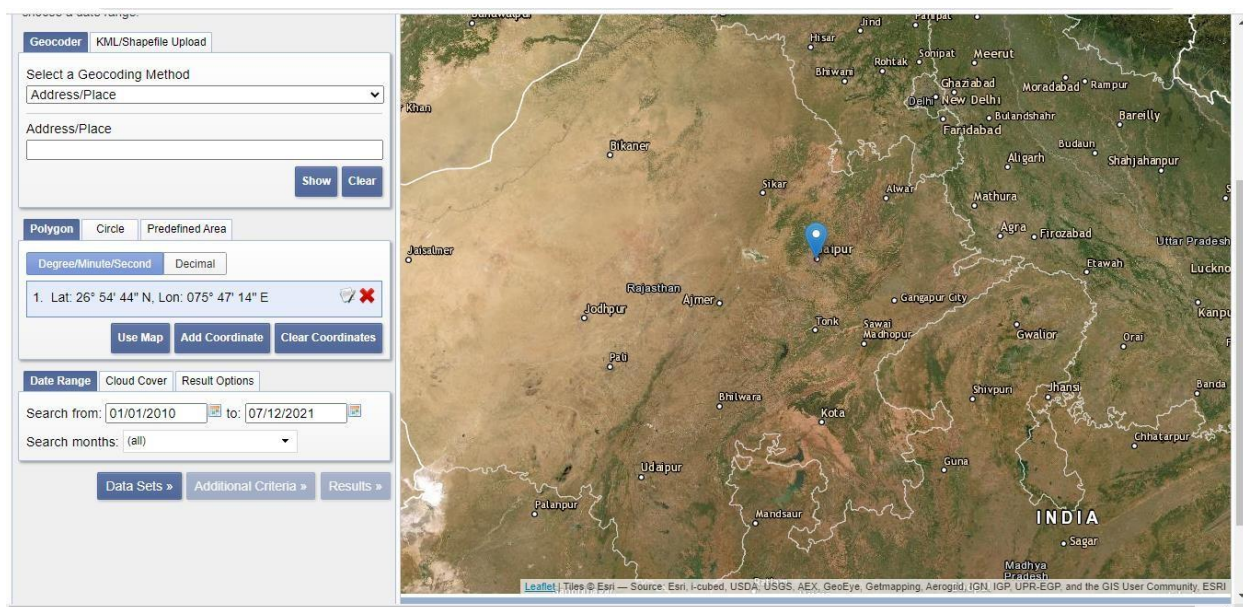 choose a date range.
Geocoder KML/Shapefile Upload
Select a Geocoding Method
Address/Place
Address/Place
Show Clear
Polygon Circle Predefined Area
Degree/Minute/Second Decimal
1. Lat: 26° 54' 44" N, Lon: 075° 47' 14" E
Use Map Add Coordinate Clear Coordinates
Date Range Cloud Cover Result Options
Search from: 01/01/2010 to: 07/12/2021
Search months: (all)
Data Sets » Additional Criteria » Results »
Jind
Panipat
Hisar
Rohtak
Sonipat
Meerut
Bhiwani
Ghaziabad
Moradabad
Rampur
Khan
Delhi
New Delhi
Bulandshahr
Bareilly
Faridabad
Bikaner
Budaun
Aligarh
Shahjahanpur
Sikar
Alwar
Mathura
Agra
Firozabad
Jaisalmer
aipur
Uttar Pradesh
Etawah
Luckno
Rajasthan
Ajmer
Gangapur City
Jodhpur
Kanpu
Tonk
Sawai
Madhopur
Gwalior
Orai
Pali
Shivpuri
Jhansi
Banda
Bhilwara
Kota
Chhatarpur
Udaipur
Guna
Palanpur
Mandsaur
INDIA
Sagar
Madhya
Pradesh
Leaflet | Tiles © Esri — Source: Esri, i-cubed, USDA, USGS, AEX, GeoEye, Getmapping, Aerogrid, IGN, IGP, UPR-EGP, and the GIS User Community, ESRI